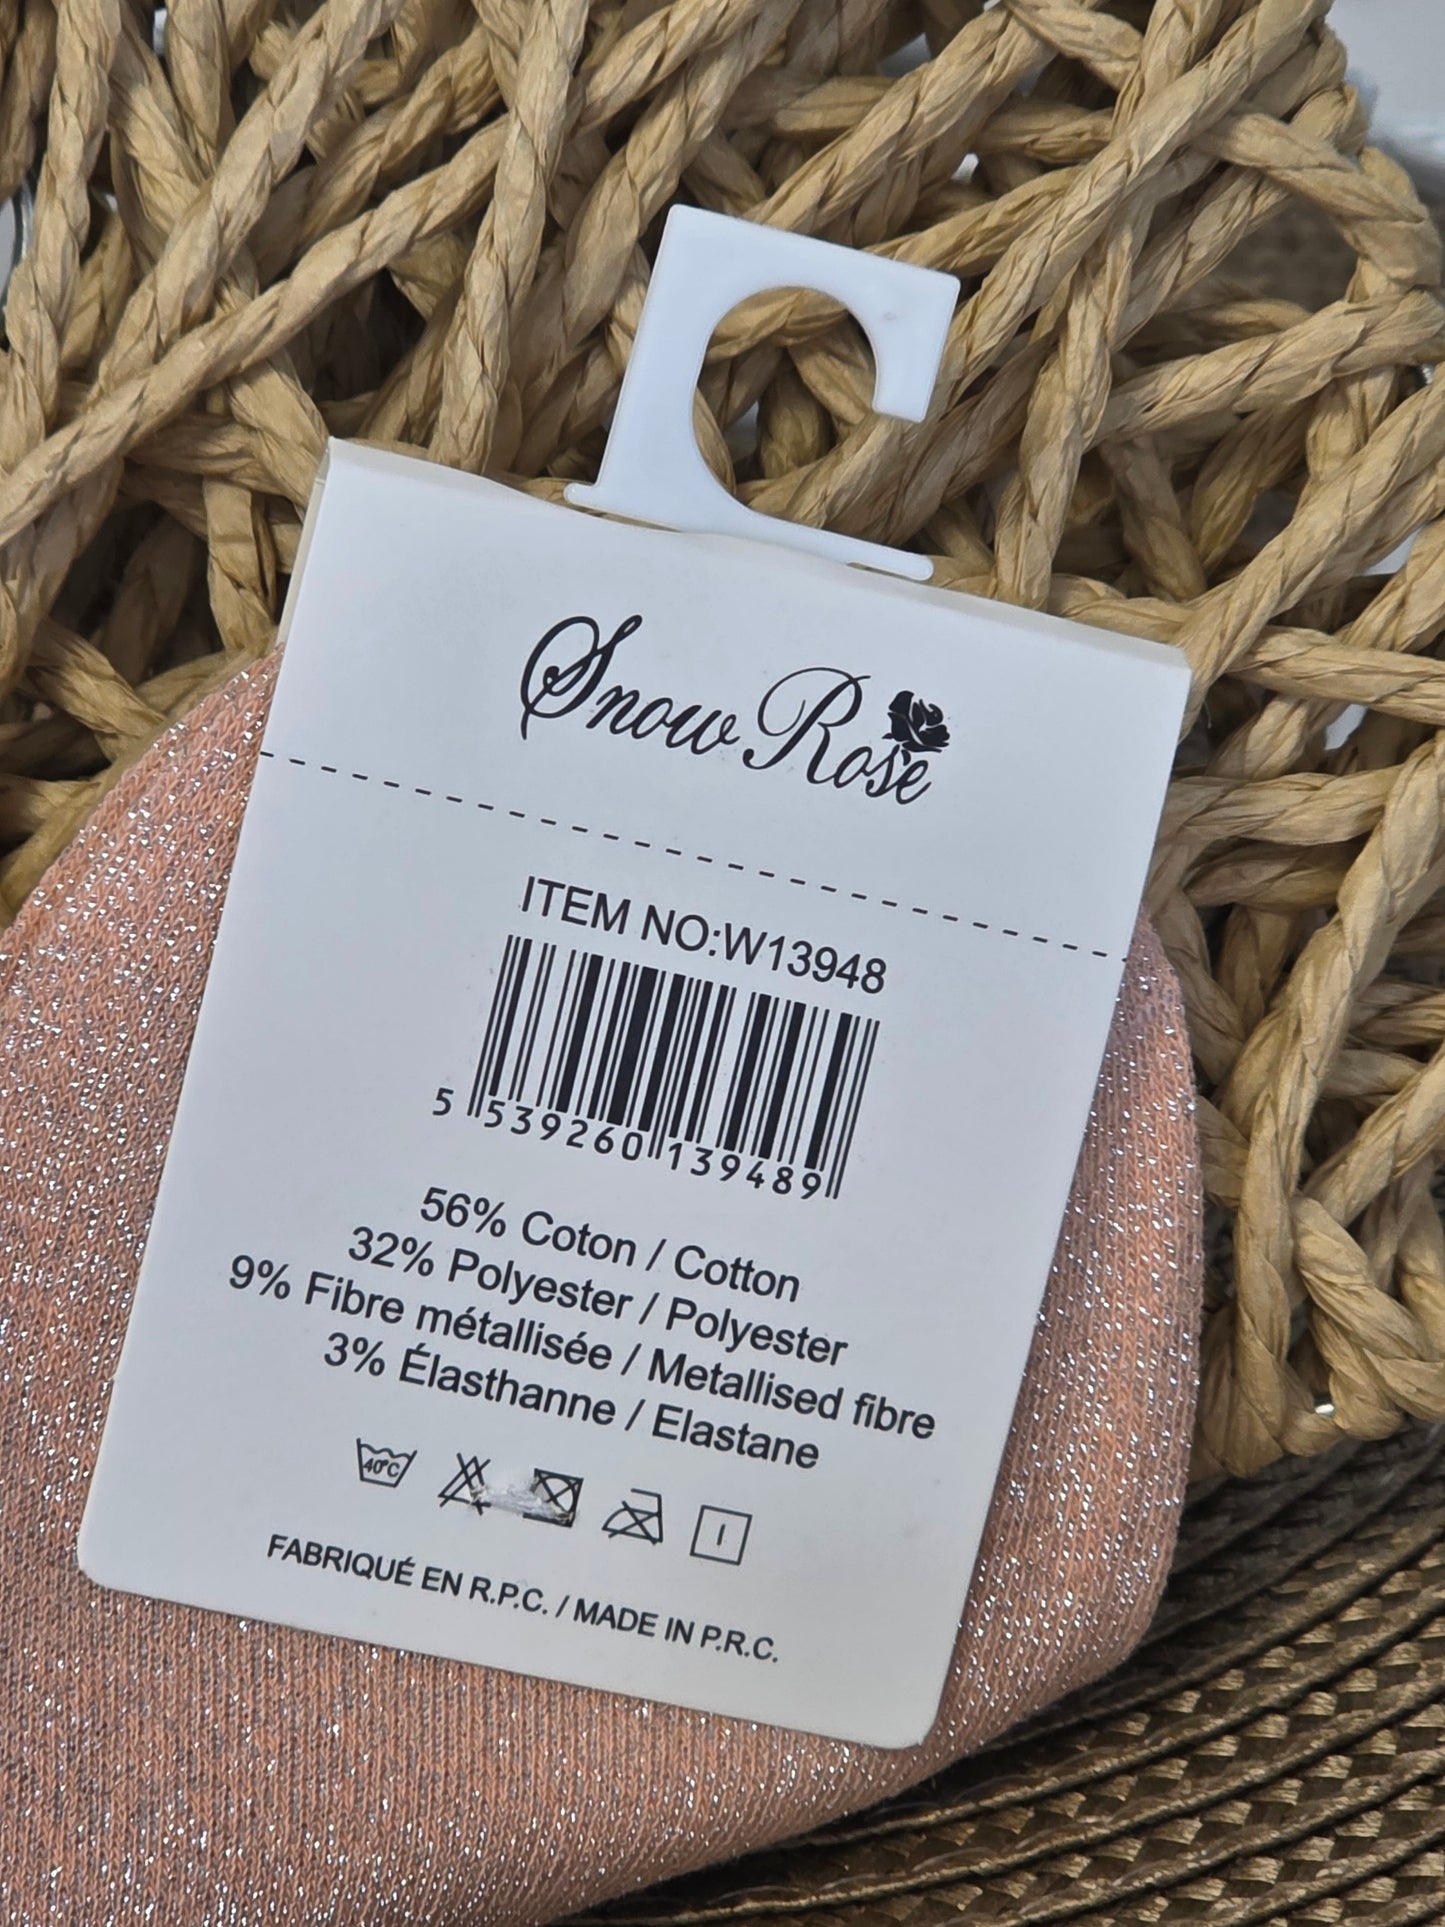 Snow Rose
ITEM NO:W13948
5 539260 139489
56% Coton / Cotton
32% Polyester / Polyester
9% Fibre métallisée / Metallised fibre
3% Élasthanne / Elastane
40°C
FABRIQUÉ EN R.P.C. / MADE IN P.R.C.